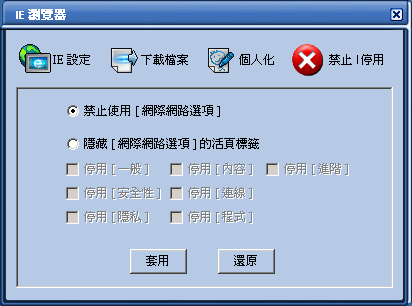 IE 瀏覽器
IE 設定 下載檔案 個人化 禁止！停用
禁止使用 [ 網際網路選項 ]
隱藏 [ 網際網路選項 ] 的活頁標籤
停用 [ 一般 ] 停用 [ 內容 ] 停用 [ 進階 ]
停用 [ 安全性 ] 停用 [ 連線 ]
停用 [ 隱私 ] 停用 [ 程式 ]
套用 還原